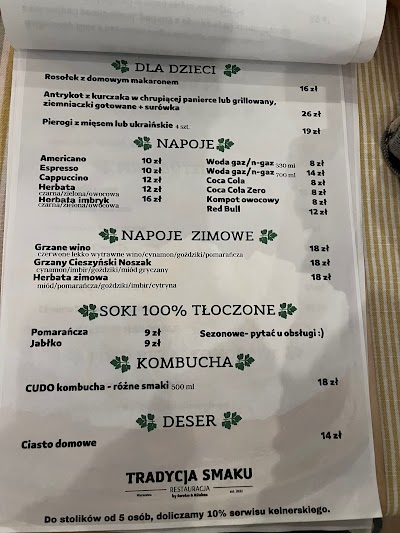 DLA DZIECI
Rosołek z domowym makaronem 16 zł
Antrykot z kurczaka w chrupiącej panierce lub grillowany,
ziemniaczki gotowane + surówka 26 zł
Pierogi z mięsem lub ukraińskie 4 szt. 19 zł
NAPOJE
Americano 10 zł
Espresso 10 zł
Cappuccino 12 zł
Herbata 12 zł
czarna/zielona/owocowa
Herbata imbryk 16 zł
czarna/zielona/owocowa
Woda gaz/n-gaz 330 ml 8 zł
Woda gaz/n-gaz 700 ml 14 zł
Coca Cola 8 zł
Coca Cola Zero 8 zł
Kompot owocowy 8 zł
Red Bull 12 zł
NAPOJE ZIMOWE
Grzane wino 18 zł
czerwone lekko wytrawne wino/cynamon/goździki/pomarańcza
Grzany Cieszyński Noszak 18 zł
cynamon/imbir/goździki/miód gryczany
Herbata zimowa 18 zł
miód/pomarańcza/goździki/imbir/cytryna
SOKI 100% TŁOCZONE
Pomarańcza 9 zł
Jabłko 9 zł
Sezonowe- pytać u obsługi :)
KOMBUCHA
CUDO kombucha - różne smaki 500 ml 18 zł
DESER
Ciasto domowe 14 zł
TRADYCJA SMAKU
RESTAURACJA
Do stolików od 5 osób, doliczamy 10% serwisu kelnerskiego.